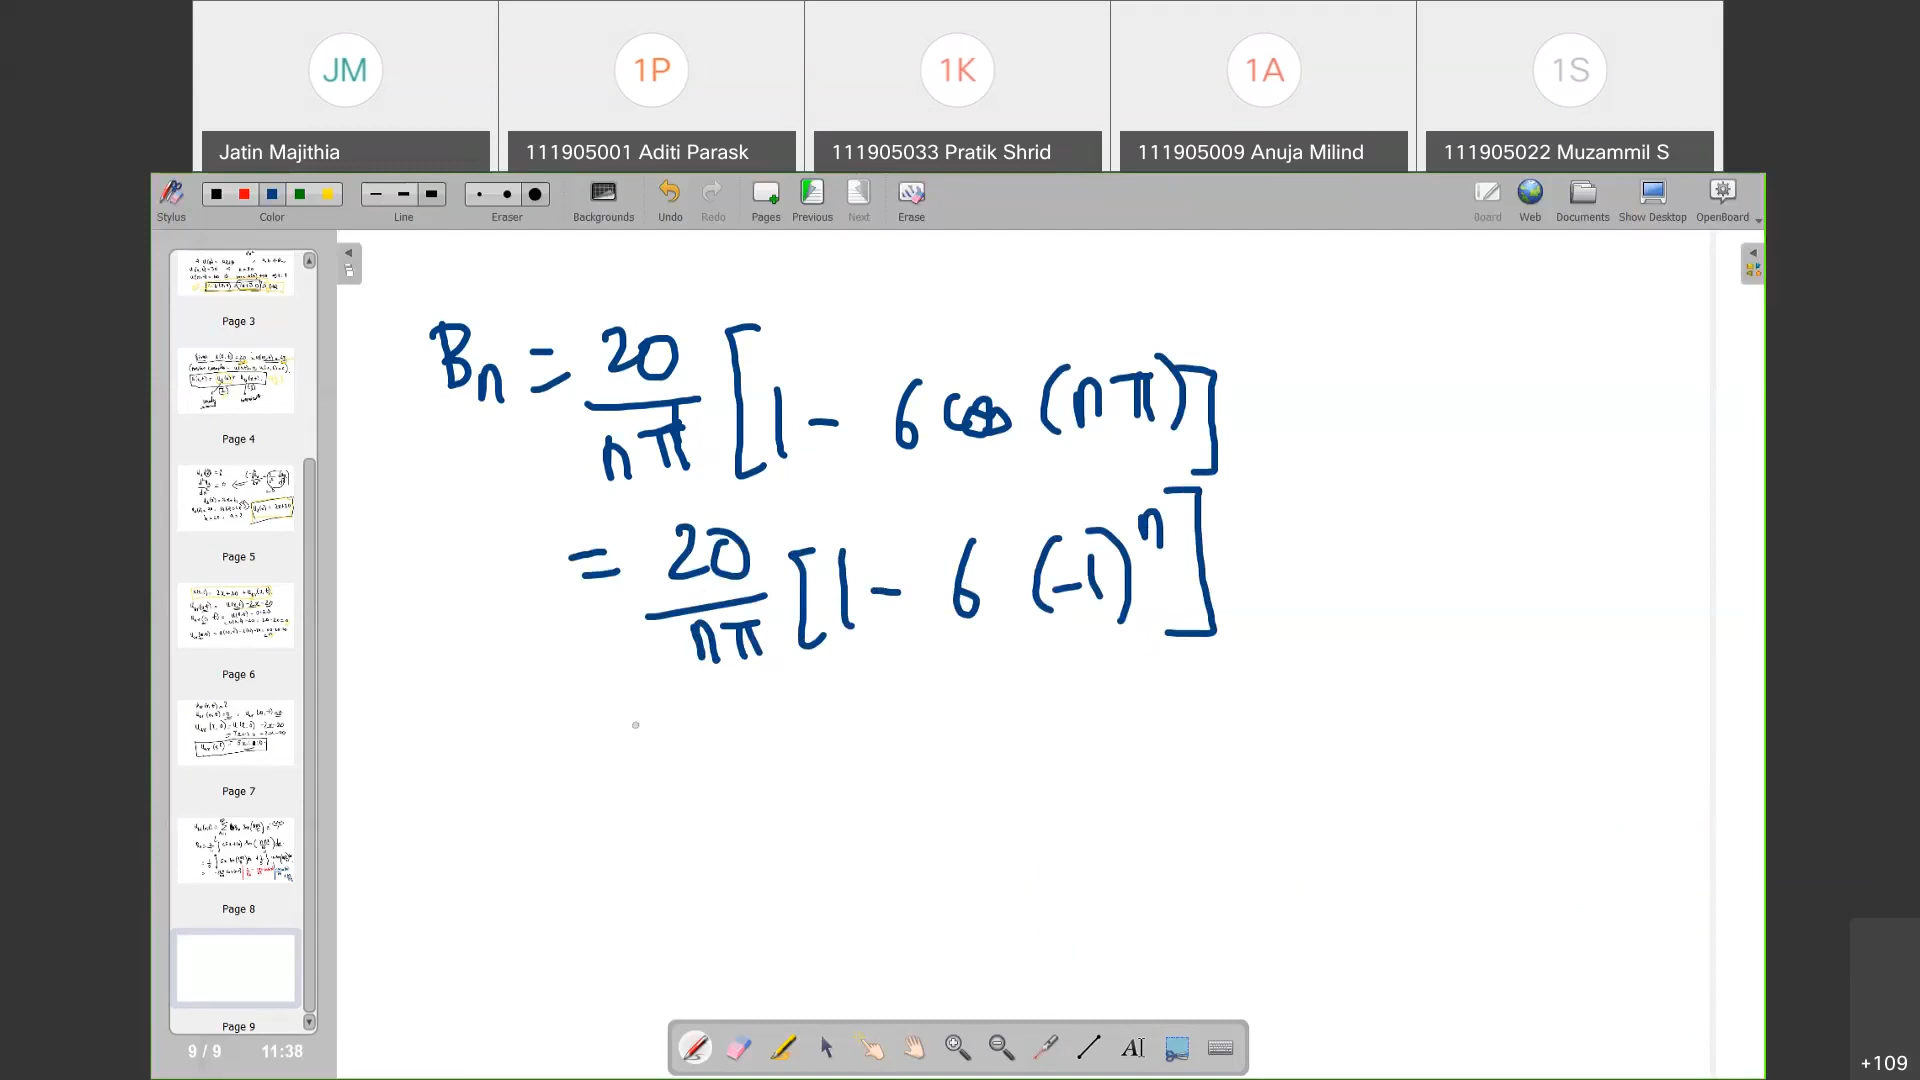 JM 1P 1K 1A 1S
Jatin Majithia 111905001 Aditi Parask 111905033 Pratik Shrid 111905009 Anuja Milind 111905022 Muzammil S
Stylus Color Line Eraser Backgrounds Undo Redo Pages Previous Next Erase Board Web Documents Show Desktop OpenBoard
Page 3
Page 4
Page 5
Page 6
Page 7
Page 8
Page 9
9 / 9 11:38
Bn = 20/nπ [1 - 6 cos (nπ)]
= 20/nπ [1 - 6 (-1)^n]
+109